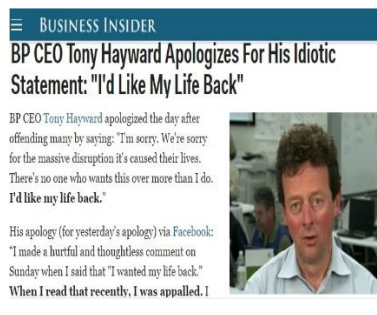 BUSINESS INSIDER
BP CEO Tony Hayward Apologizes For His Idiotic
Statement: "I'd Like My Life Back"
BP CEO Tony Hayward apologized the day after
offending many by saying: "I'm sorry. We're sorry
for the massive disruption it's caused their lives.
There's no one who wants this over more than I do.
I'd like my life back."
His apology (for yesterday's apology) via Facebook:
"I made a hurtful and thoughtless comment on
Sunday when I said that "I wanted my life back."
When I read that recently, I was appalled. I